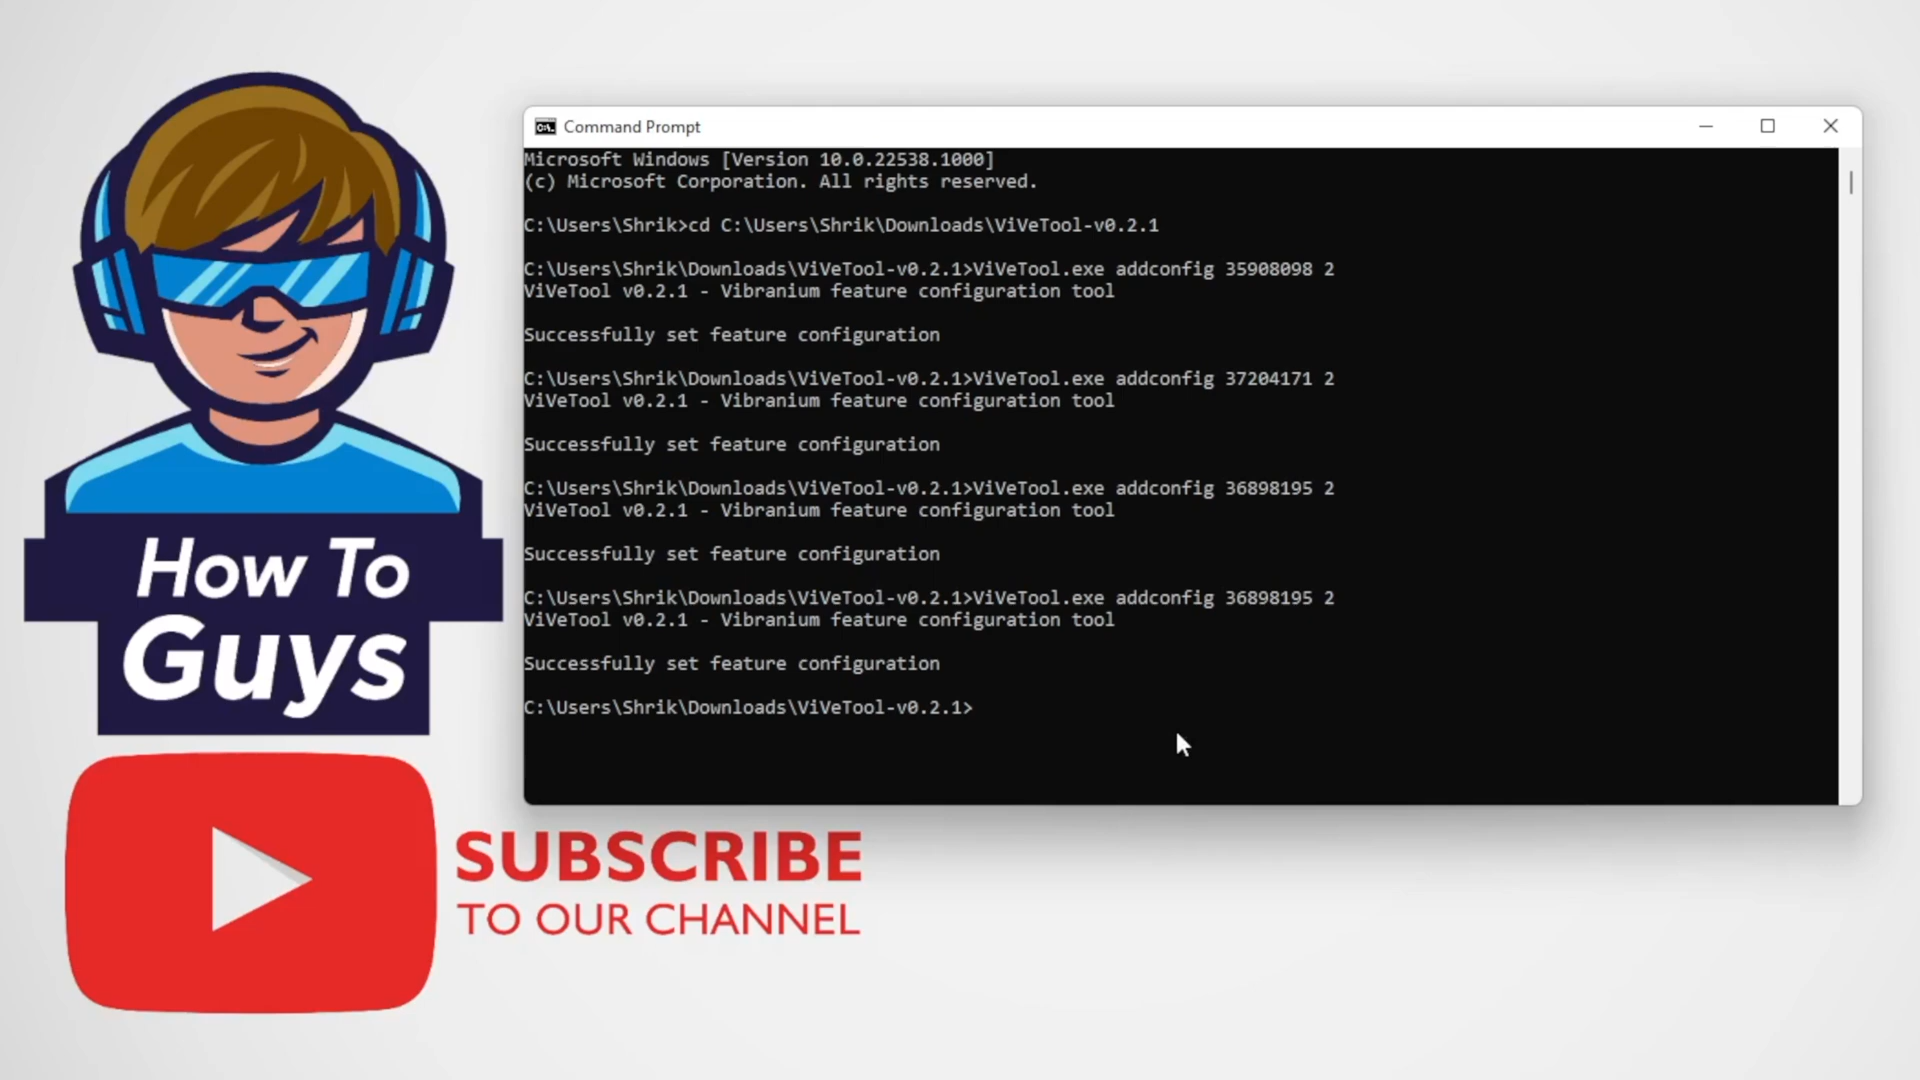 Command Prompt
Microsoft Windows [Version 10.0.22538.1000]
(c) Microsoft Corporation. All rights reserved.
C:\Users\Shrik>cd C:\Users\Shrik\Downloads\ViVeTool-v0.2.1
C:\Users\Shrik\Downloads\ViVeTool-v0.2.1>ViVeTool.exe addconfig 35908098 2
ViVeTool v0.2.1 - Vibranium feature configuration tool
Successfully set feature configuration
C:\Users\Shrik\Downloads\ViVeTool-v0.2.1>ViVeTool.exe addconfig 37204171 2
ViVeTool v0.2.1 - Vibranium feature configuration tool
Successfully set feature configuration
C:\Users\Shrik\Downloads\ViVeTool-v0.2.1>ViVeTool.exe addconfig 36898195 2
ViVeTool v0.2.1 - Vibranium feature configuration tool
Successfully set feature configuration
C:\Users\Shrik\Downloads\ViVeTool-v0.2.1>ViVeTool.exe addconfig 36898195 2
ViVeTool v0.2.1 - Vibranium feature configuration tool
Successfully set feature configuration
C:\Users\Shrik\Downloads\ViVeTool-v0.2.1>
How To
Guys
SUBSCRIBE
TO OUR CHANNEL